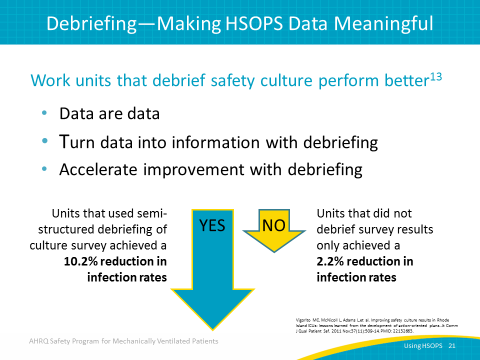 Debriefing—Making HSOPS Data Meaningful
Work units that debrief safety culture perform better13
• Data are data
• Turn data into information with debriefing
• Accelerate improvement with debriefing
Units that used semi-
structured debriefing of
culture survey achieved a
10.2% reduction in
infection rates
YES
NO
Units that did not
debrief survey results
only achieved a
2.2% reduction in
infection rates
Vigorito MC, McNicoll L, Adams L,et al. Improving safety culture results in Rhode
Island ICUs: lessons learned from the development of action-oriented plans. Jt Comm
J Qual Patient Saf. 2011 Nov;37(11):509-14. PMID: 22132663.
AHRQ Safety Program for Mechanically Ventilated Patients
Using HSOPS 21